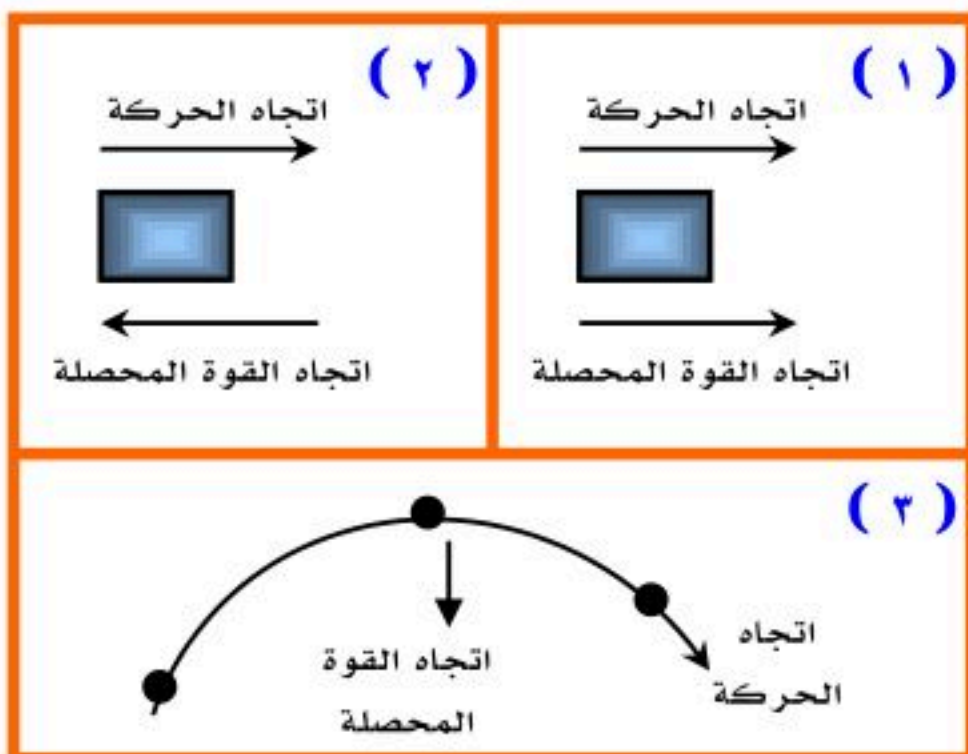 ( ١ )
اتجاه الحركة
اتجاه القوة المحصلة
( ٢ )
اتجاه الحركة
اتجاه القوة المحصلة
( ٣ )
اتجاه القوة
المحصلة
اتجاه
الحركة